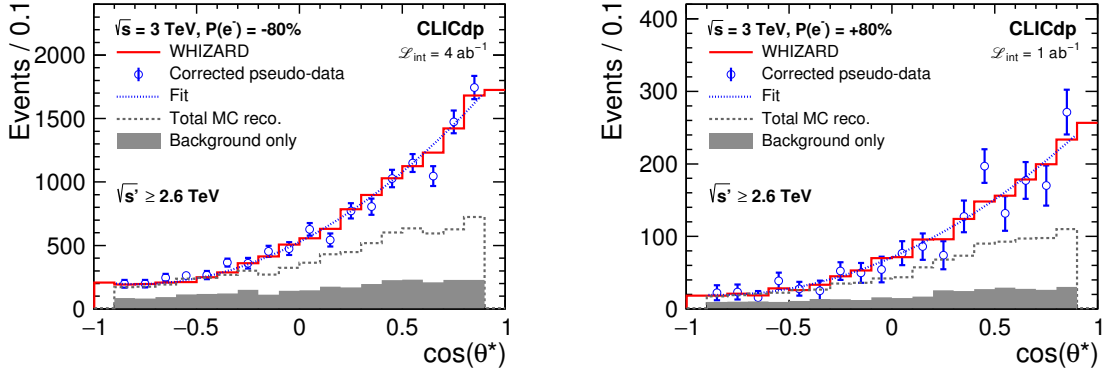 √s = 3 TeV, P(e⁻) = -80%
CLICdp
WHIZARD
ℒint = 4 ab⁻¹
Corrected pseudo-data
Fit
Total MC reco.
Background only
√s' ≥ 2.6 TeV
Events / 0.1
2000
1500
1000
500
0
−1
−0.5
0
0.5
1
cos(θ*)
√s = 3 TeV, P(e⁻) = +80%
CLICdp
WHIZARD
ℒint = 1 ab⁻¹
Corrected pseudo-data
Fit
Total MC reco.
Background only
√s' ≥ 2.6 TeV
Events / 0.1
400
300
200
100
0
−1
−0.5
0
0.5
1
cos(θ*)